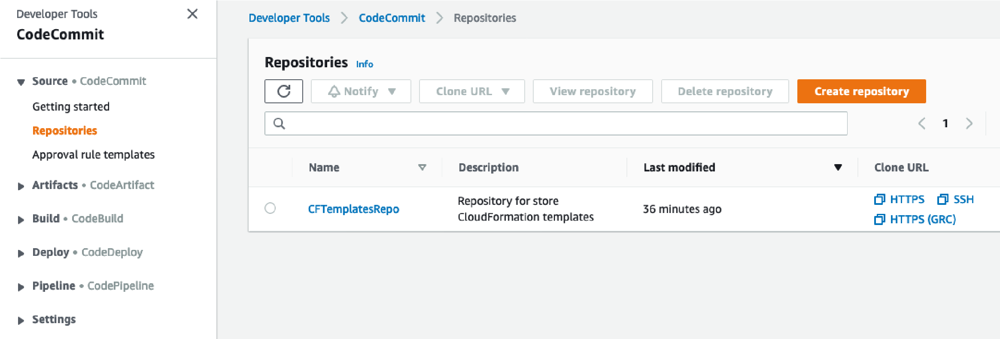 Developer Tools
CodeCommit
Source • CodeCommit
Getting started
Repositories
Approval rule templates
Artifacts • CodeArtifact
Build • CodeBuild
Deploy • CodeDeploy
Pipeline • CodePipeline
Settings
Developer Tools > CodeCommit > Repositories
Repositories Info
Notify Clone URL View repository Delete repository Create repository
1
Name Description Last modified Clone URL
CFTemplatesRepo Repository for store 36 minutes ago HTTPS SSH
CloudFormation templates HTTPS (GRC)